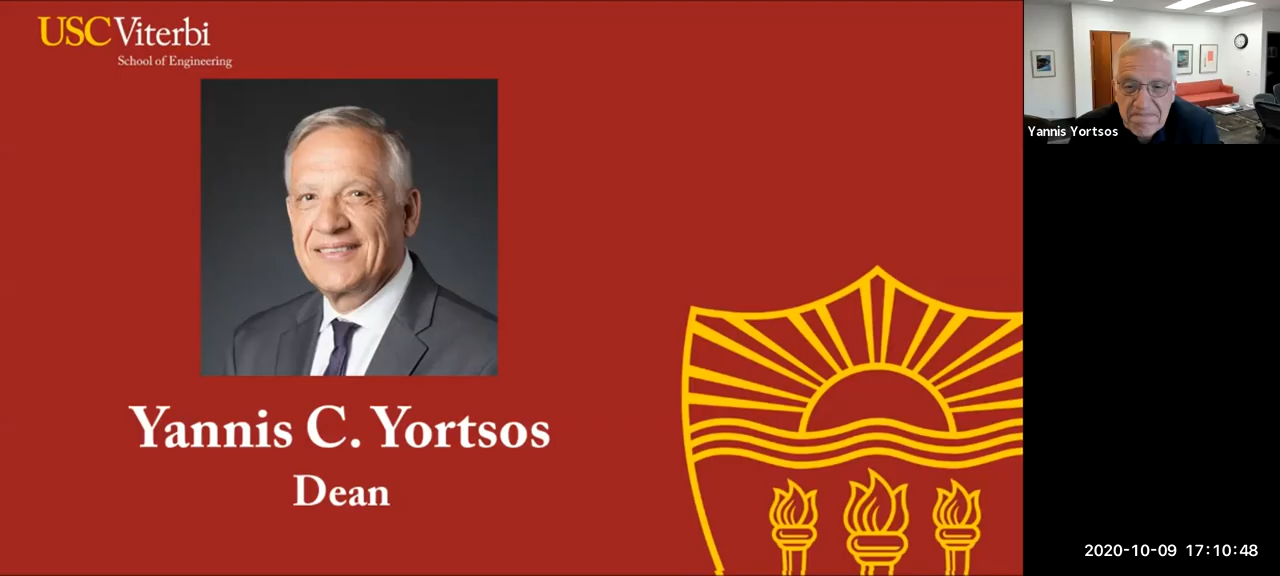 USC Viterbi
School of Engineering
Yannis C. Yortsos
Dean
Yannis Yortsos
2020-10-09 17:10:48